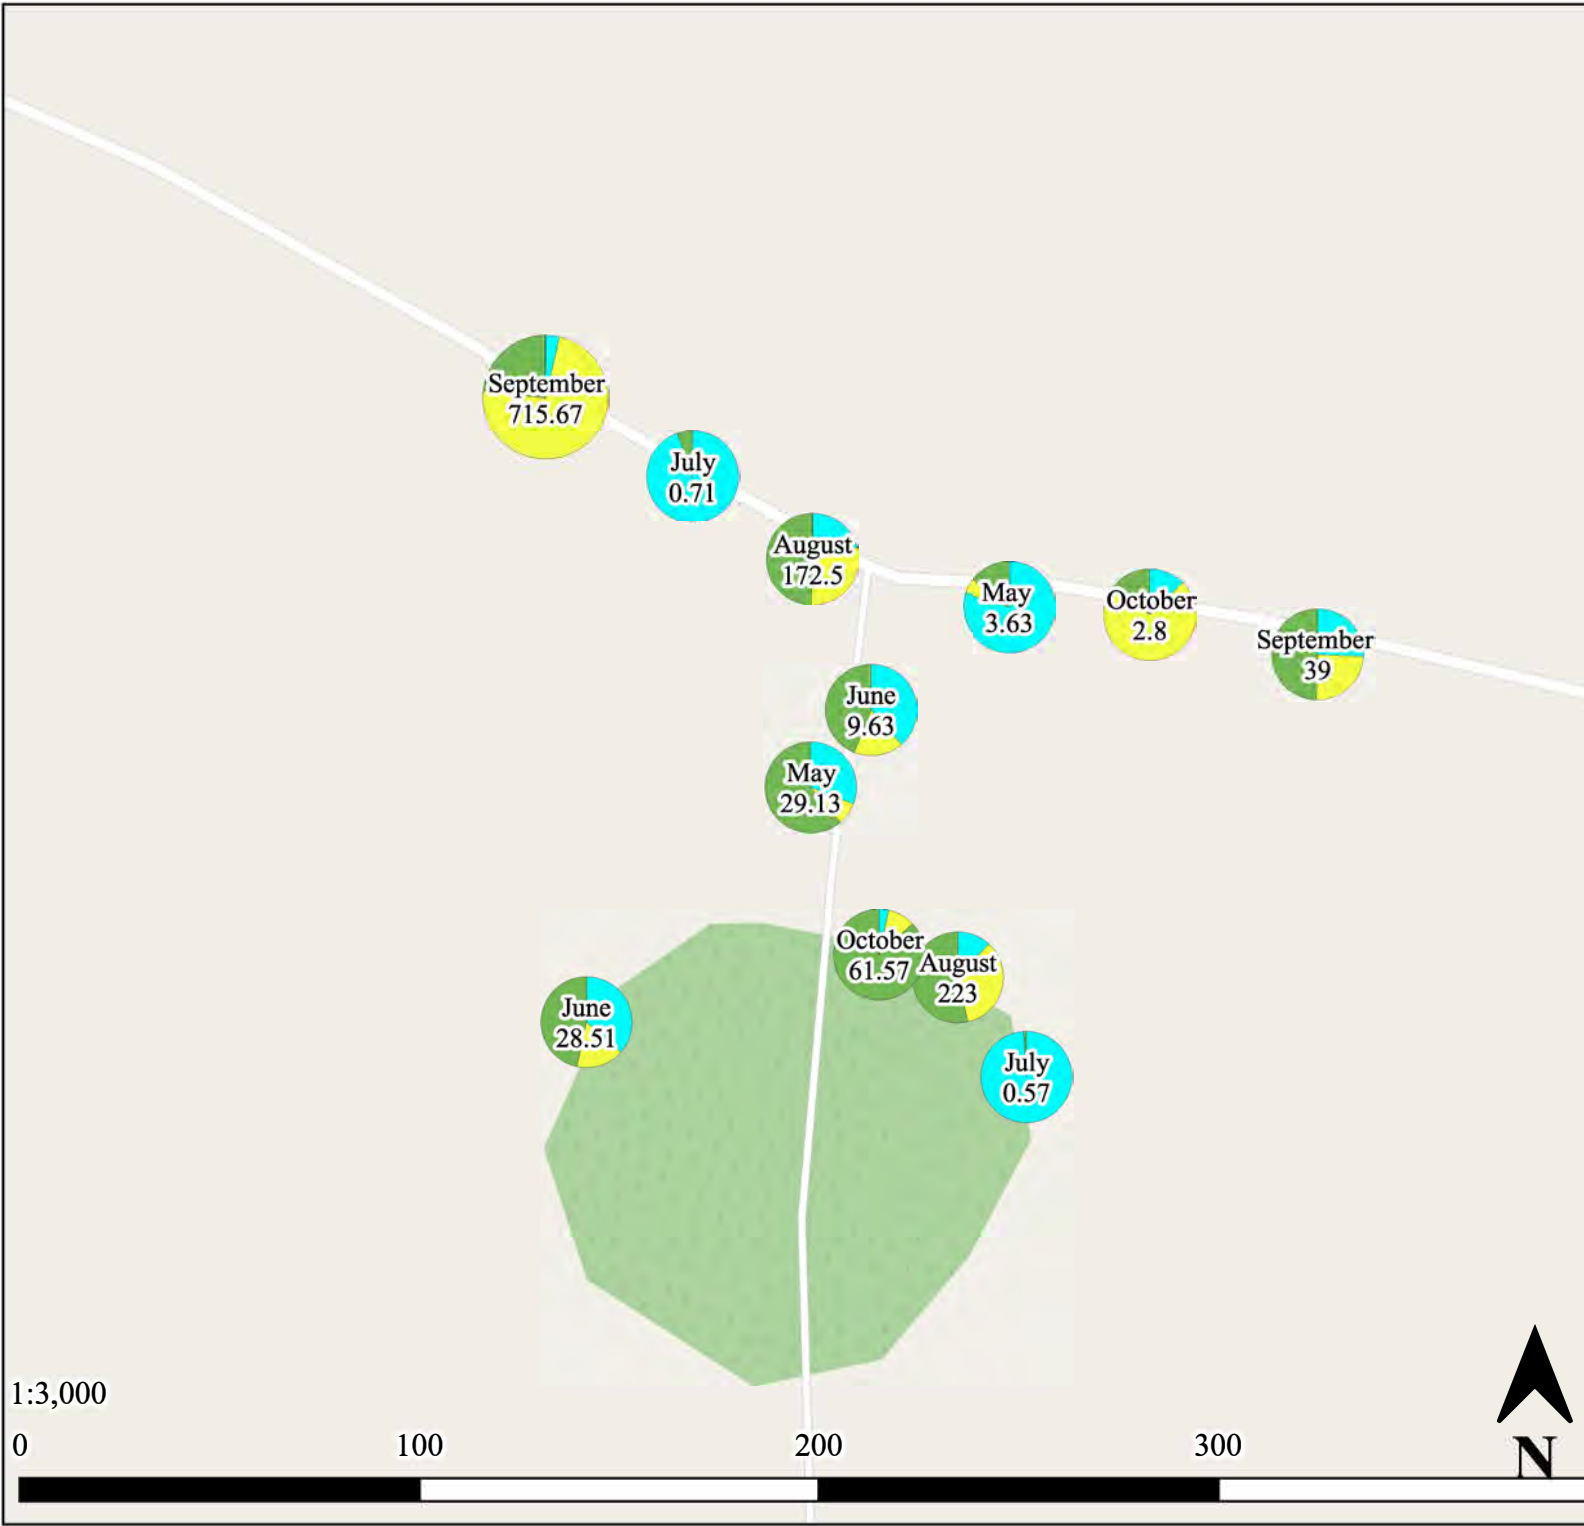 September
715.67
July
0.71
August
172.5
May
3.63
October
2.8
September
39
June
9.63
May
29.13
October
61.57
August
223
June
28.51
July
0.57
1:3,000
0 100 200 300
N